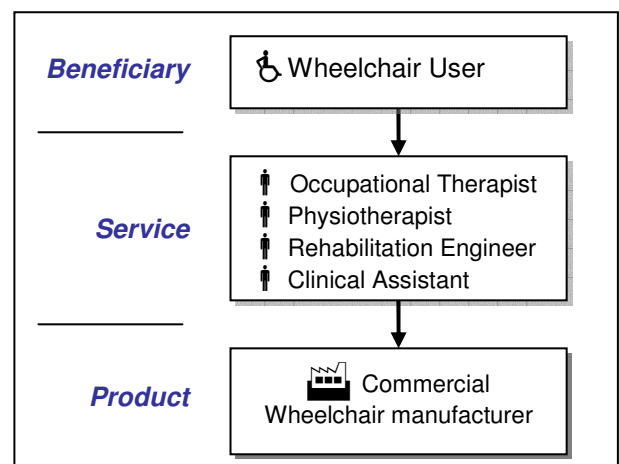 Beneficiary
Wheelchair User
Service
Occupational Therapist
Physiotherapist
Rehabilitation Engineer
Clinical Assistant
Product
Commercial
Wheelchair manufacturer